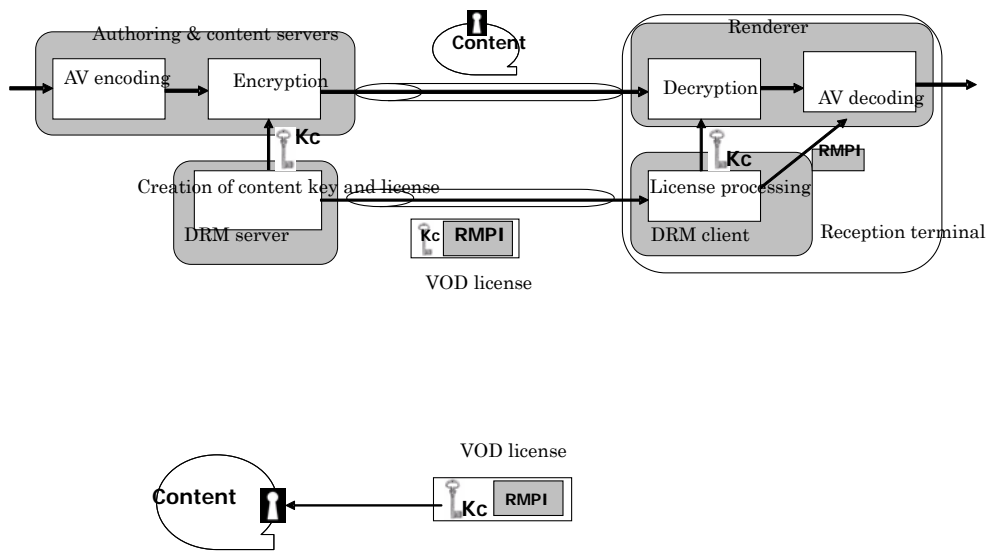 Authoring & content servers
Content
Renderer
AV encoding
Encryption
Decryption
AV decoding
Kc
Kc
RMPI
Creation of content key and license
License processing
DRM server
Kc
RMPI
DRM client
Reception terminal
VOD license
VOD license
Content
Kc
RMPI